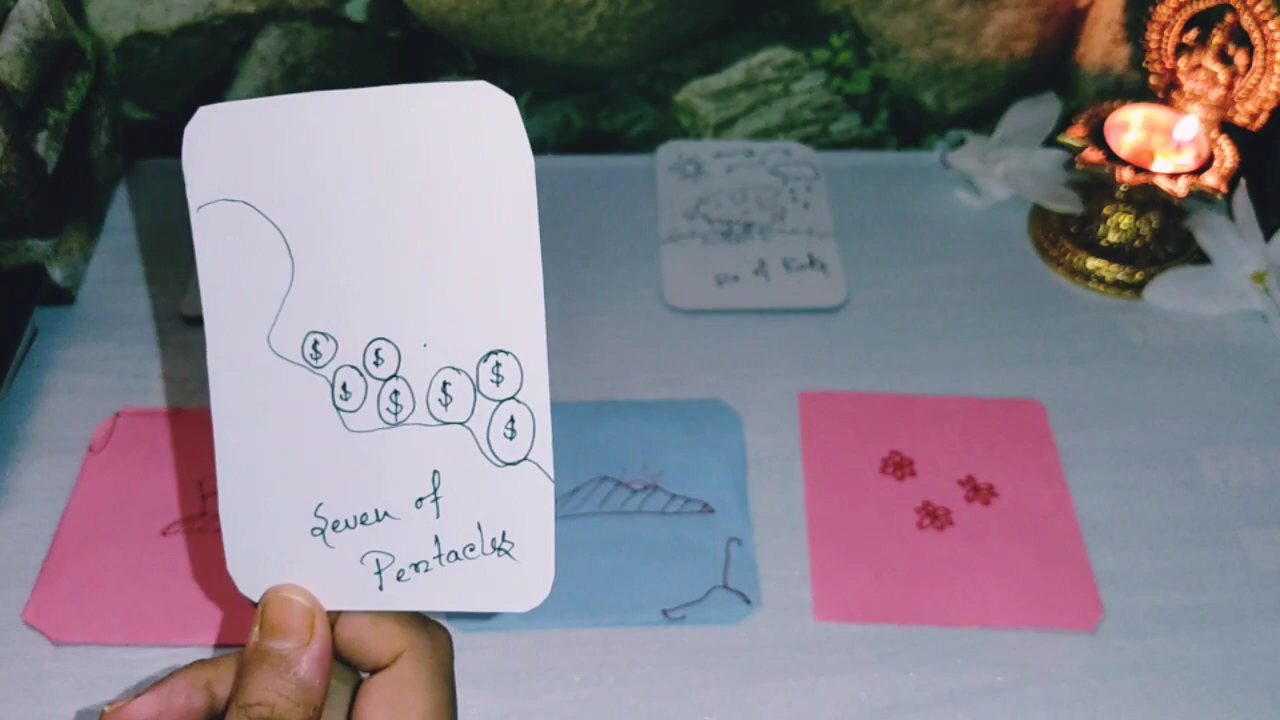 $ $
$ $ $ $
$
Seven of
Pentacles